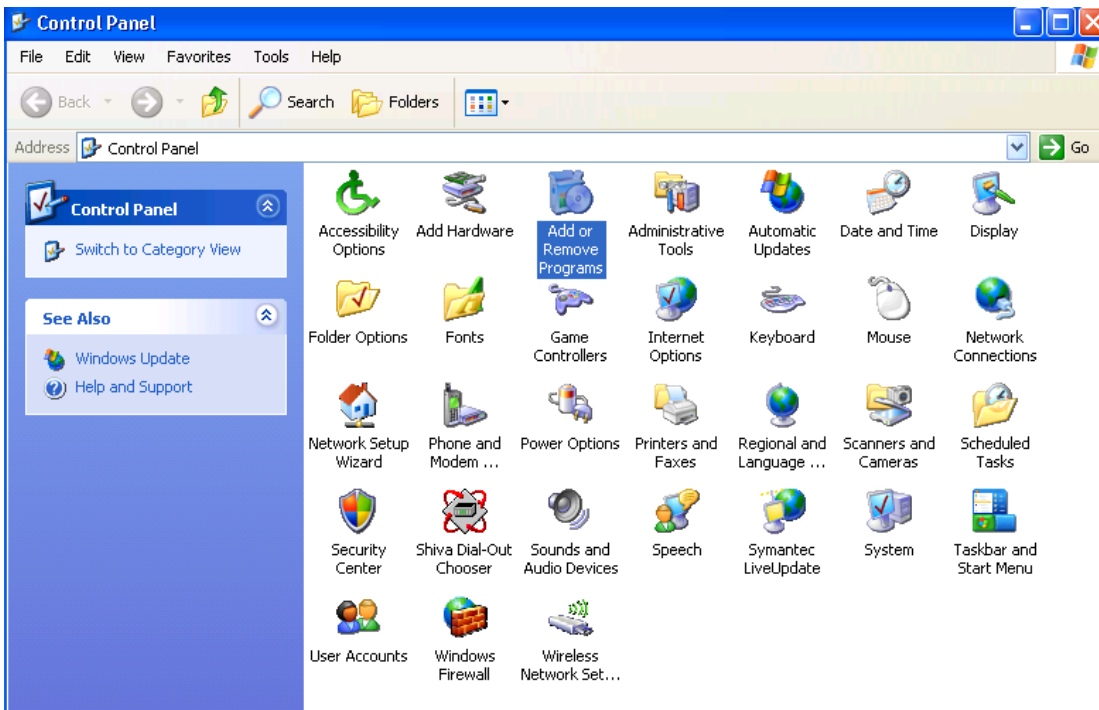 Control Panel
File Edit View Favorites Tools Help
Back Search Folders
Address Control Panel Go
Control Panel
Switch to Category View
See Also
Windows Update
Help and Support
Accessibility Options
Add Hardware
Add or Remove Programs
Administrative Tools
Automatic Updates
Date and Time
Display
Folder Options
Fonts
Game Controllers
Internet Options
Keyboard
Mouse
Network Connections
Network Setup Wizard
Phone and Modem ...
Power Options
Printers and Faxes
Regional and Language ...
Scanners and Cameras
Scheduled Tasks
Security Center
Shiva Dial-Out Chooser
Sounds and Audio Devices
Speech
Symantec LiveUpdate
System
Taskbar and Start Menu
User Accounts
Windows Firewall
Wireless Network Set...